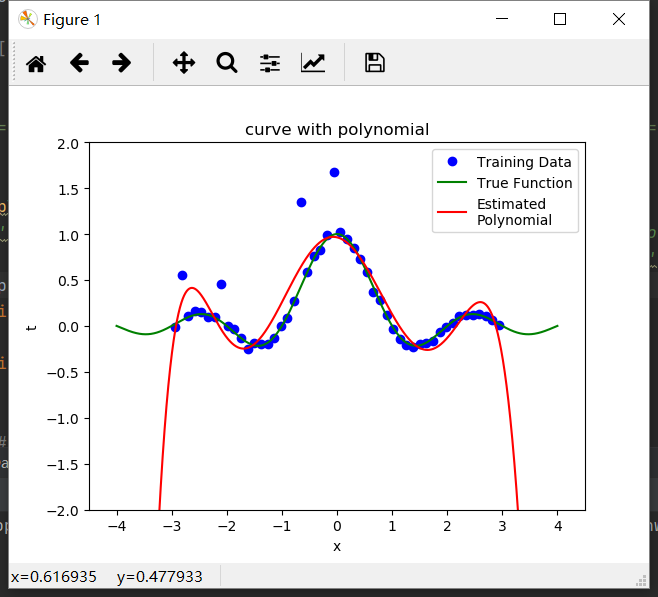 Figure 1
curve with polynomial
Training Data
True Function
Estimated
Polynomial
2.0
1.5
1.0
0.5
0.0
−0.5
−1.0
−1.5
−2.0
t
−4 −3 −2 −1 0 1 2 3 4
x
x=0.616935 y=0.477933